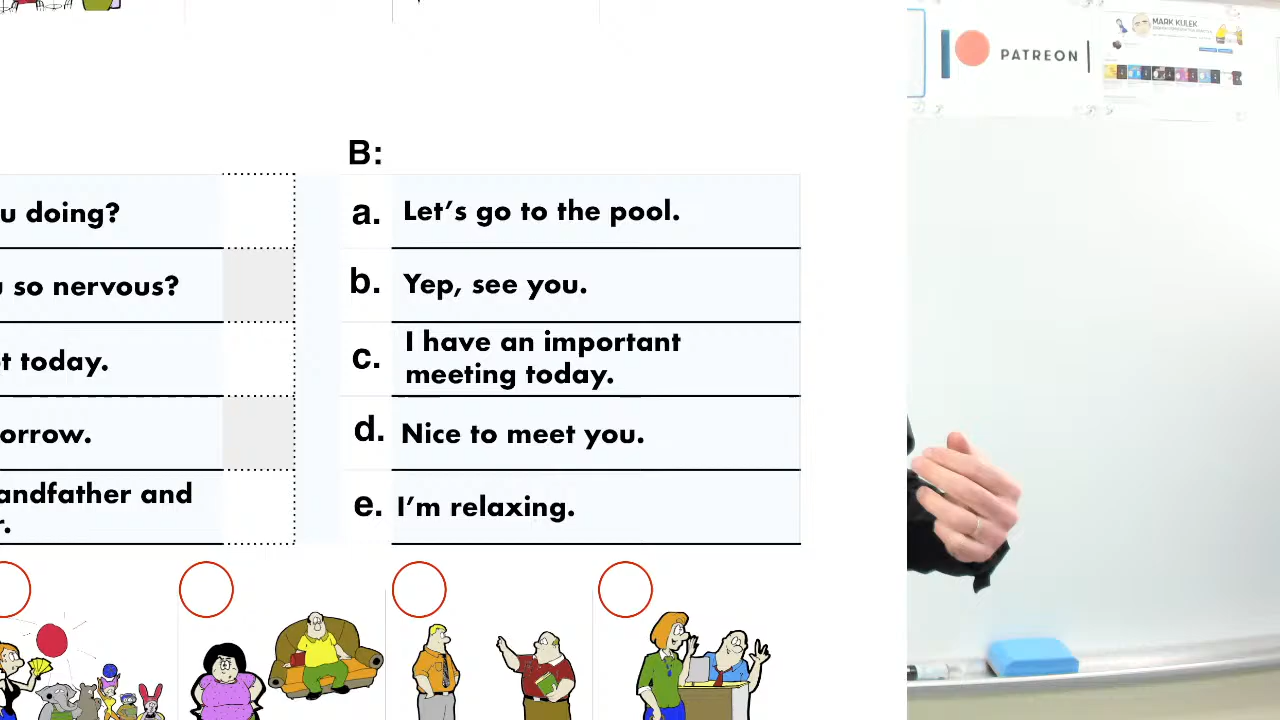 PATREON
MARK KULEK
B:
u doing?
a. Let's go to the pool.
so nervous?
b. Yep, see you.
t today.
c. I have an important
meeting today.
orrow.
d. Nice to meet you.
andfather and
r.
e. I'm relaxing.